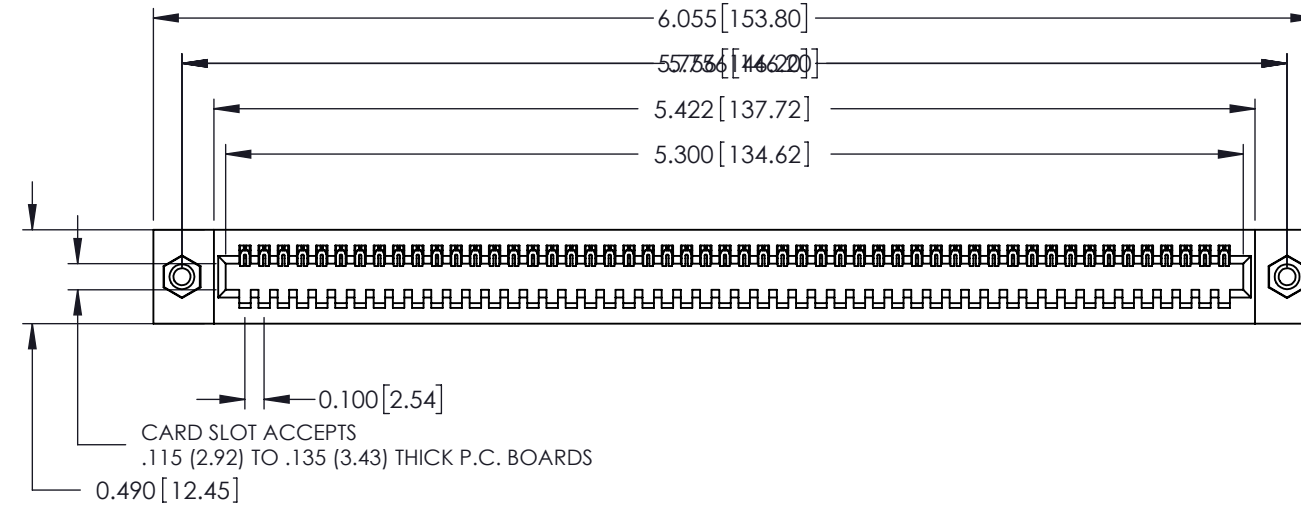 6.055[153.80]
5.422[137.72]
5.300[134.62]
0.100[2.54]
CARD SLOT ACCEPTS
.115 (2.92) TO .135 (3.43) THICK P.C. BOARDS
0.490[12.45]